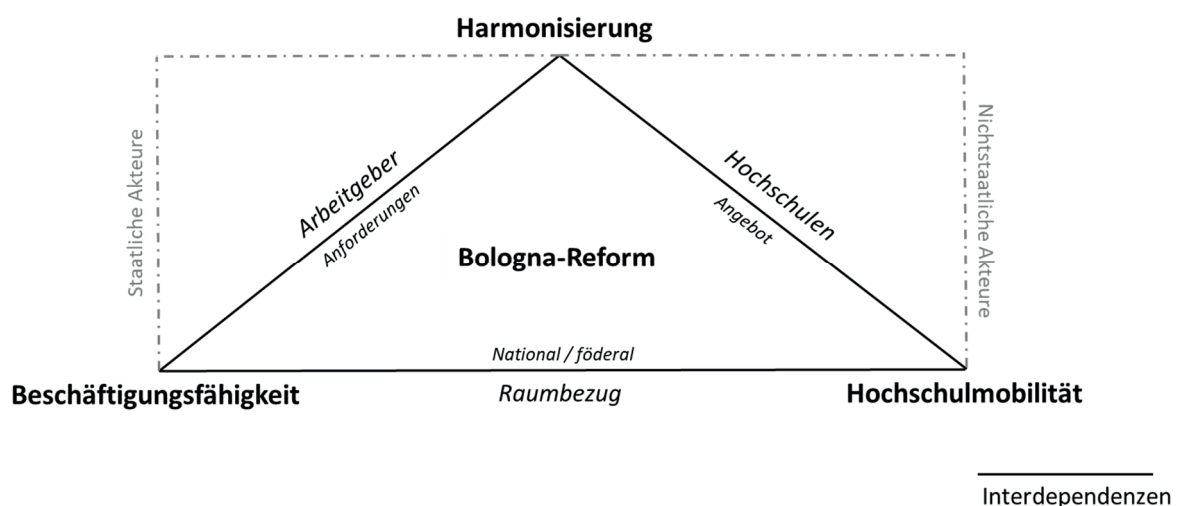 Harmonisierung
Staatliche Akteure
Arbeitgeber
Anforderungen
Hochschulen
Angebot
Nichtstaatliche Akteure
Bologna-Reform
National / föderal
Beschäftigungsfähigkeit
Raumbezug
Hochschulmobilität
Interdependenzen